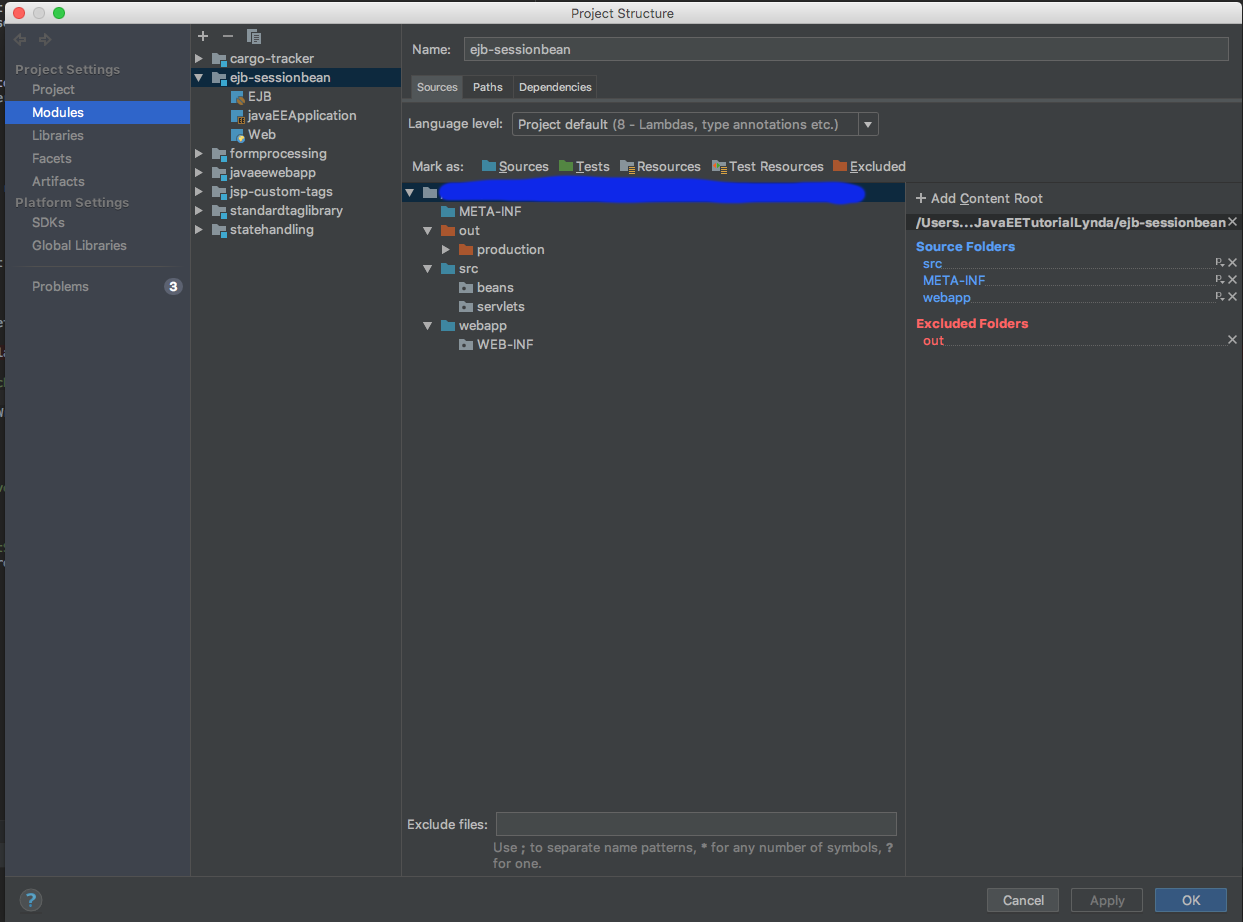 Project Structure
Project Settings
Project
Modules
Libraries
Facets
Artifacts
Platform Settings
SDKs
Global Libraries
Problems 3
cargo-tracker
ejb-sessionbean
EJB
javaEEApplication
Web
formprocessing
javaeewebapp
jsp-custom-tags
standardtaglibrary
statehandling
Name: ejb-sessionbean
Sources Paths Dependencies
Language level: Project default (8 - Lambdas, type annotations etc.)
Mark as: Sources Tests Resources Test Resources Excluded
META-INF
out
production
src
beans
servlets
webapp
WEB-INF
Exclude files:
Use ; to separate name patterns, * for any number of symbols, ?
for one.
+ Add Content Root
/Users...JavaEETutorialLynda/ejb-sessionbean
Source Folders
src
META-INF
webapp
Excluded Folders
out
? Cancel Apply OK